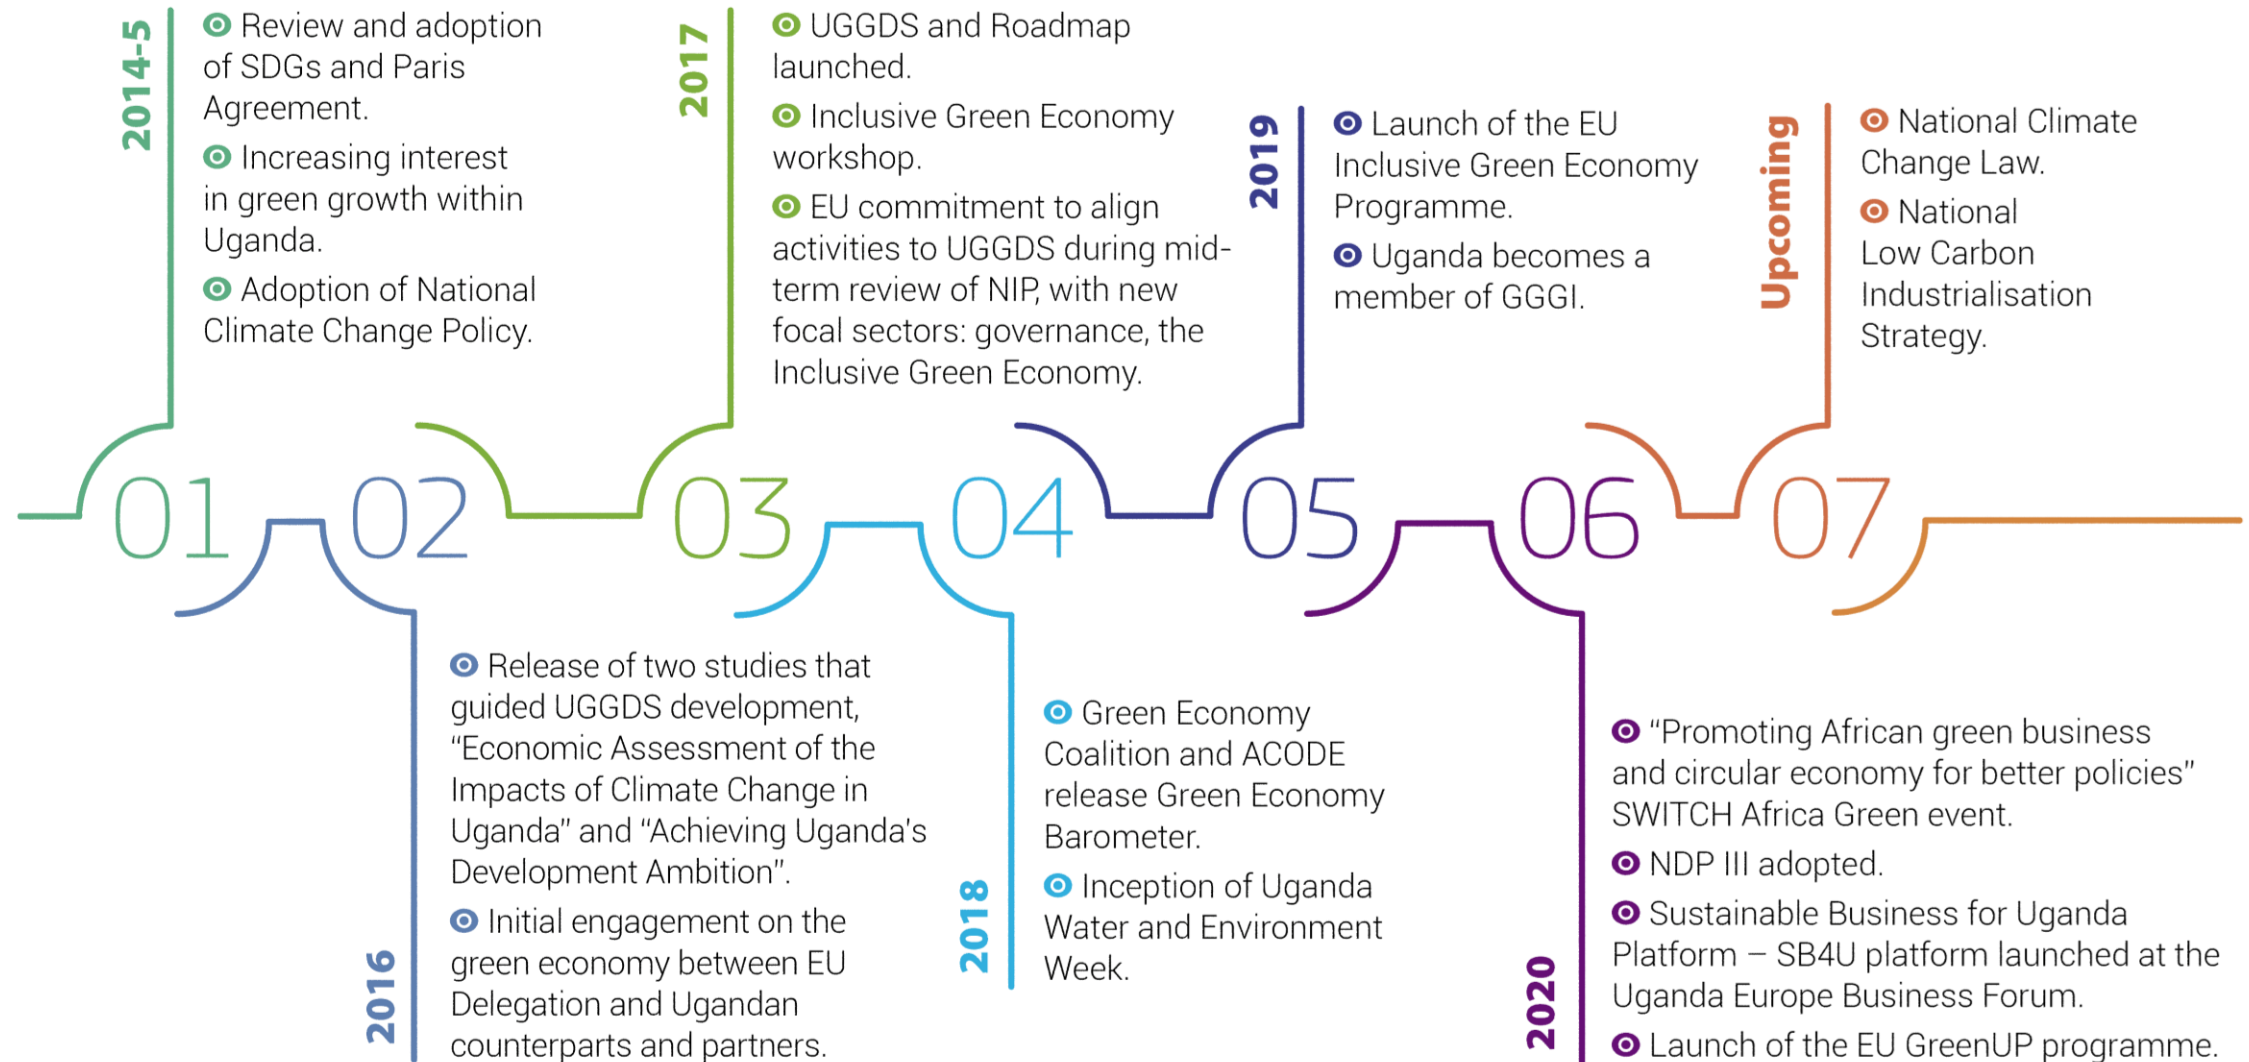 2014-5
Review and adoption
of SDGs and Paris
Agreement.
Increasing interest
in green growth within
Uganda.
Adoption of National
Climate Change Policy.
2017
UGGDS and Roadmap
launched.
Inclusive Green Economy
workshop.
EU commitment to align
activities to UGGDS during mid-
term review of NIP, with new
focal sectors: governance, the
Inclusive Green Economy.
2019
Launch of the EU
Inclusive Green Economy
Programme.
Uganda becomes a
member of GGGI.
Upcoming
National Climate
Change Law.
National
Low Carbon
Industrialisation
Strategy.
01
02
03
04
05
06
07
2016
Release of two studies that
guided UGGDS development,
“Economic Assessment of the
Impacts of Climate Change in
Uganda” and “Achieving Uganda’s
Development Ambition”.
Initial engagement on the
green economy between EU
Delegation and Ugandan
counterparts and partners.
2018
Green Economy
Coalition and ACODE
release Green Economy
Barometer.
Inception of Uganda
Water and Environment
Week.
2020
“Promoting African green business
and circular economy for better policies”
SWITCH Africa Green event.
NDP III adopted.
Sustainable Business for Uganda
Platform – SB4U platform launched at the
Uganda Europe Business Forum.
Launch of the EU GreenUP programme.